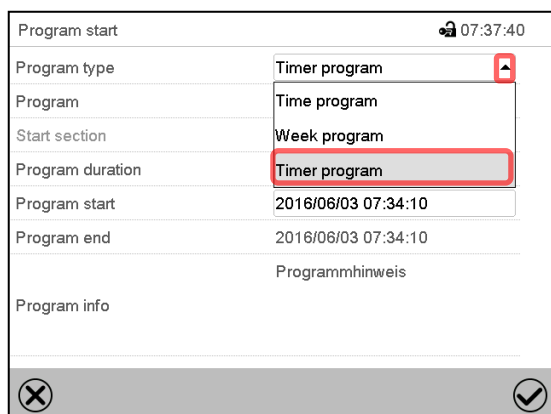 Program start 07:37:40
Program type Timer program
Program Time program
Start section Week program
Program duration Timer program
Program start 2016/06/03 07:34:10
Program end 2016/06/03 07:34:10
Programmhinweis
Program info